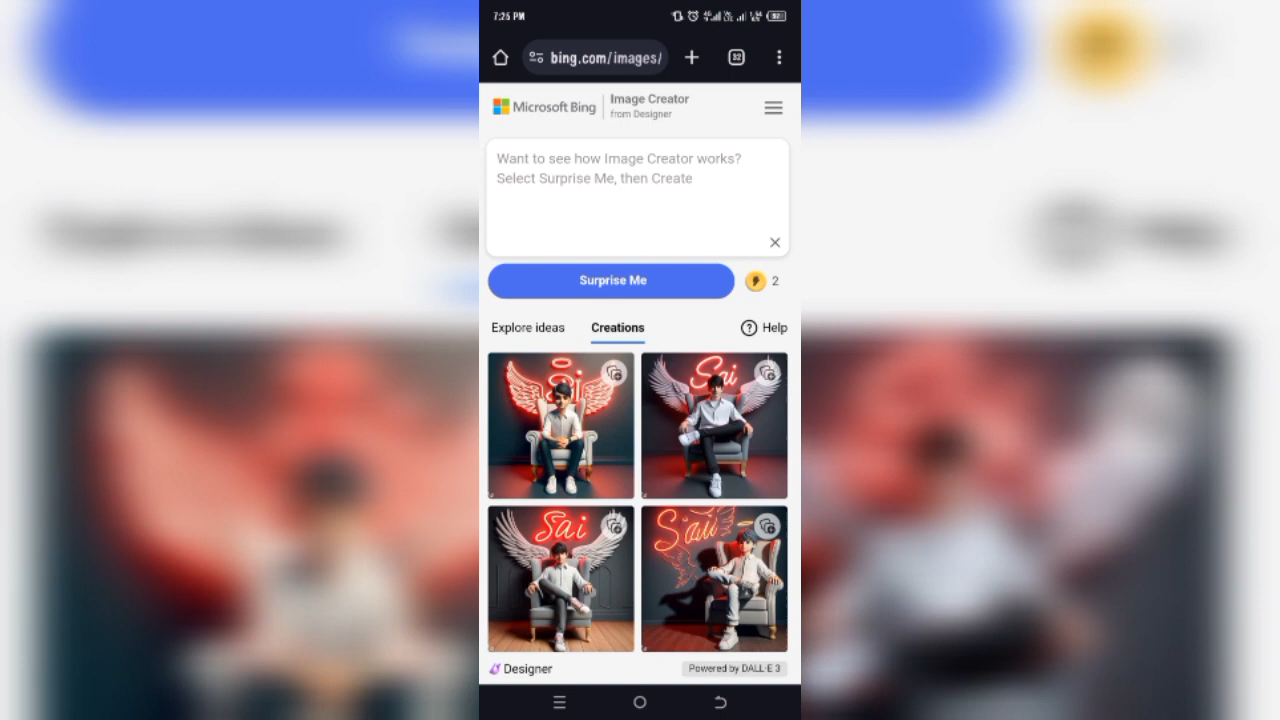 7:25 PM
92
bing.com/images/
32
Microsoft Bing
Image Creator
from Designer
Want to see how Image Creator works?
Select Surprise Me, then Create
Surprise Me
2
Explore ideas
Creations
Help
Sai
Sai
Designer
Powered by DALL·E 3